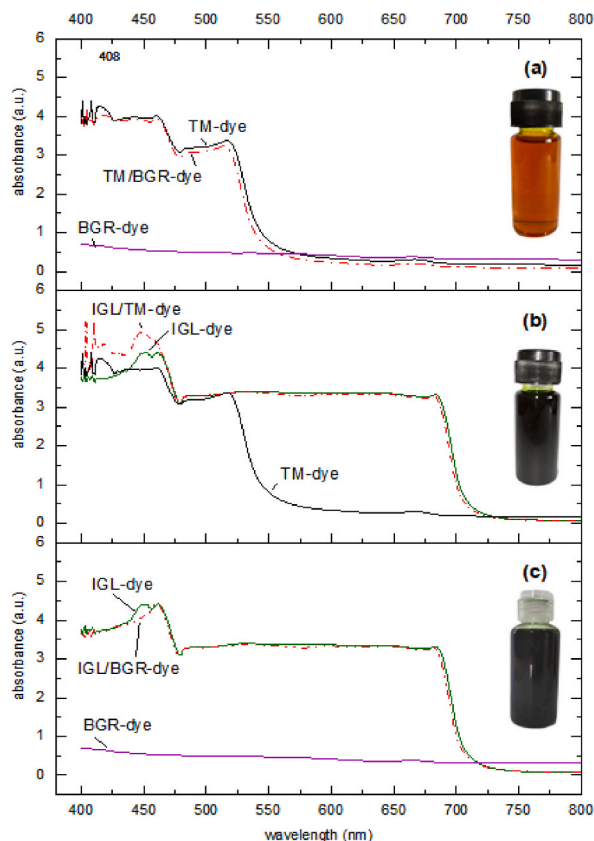 400 450 500 550 600 650 700 750 800
6
408
(a)
5
4
TM-dye
3
TM/BGR-dye
absorbance (a.u.)
2
BGR-dye
1
0
6
IGL/TM-dye
(b)
5
IGL-dye
4
3
absorbance (a.u.)
2
TM-dye
1
0
6
(c)
5
IGL-dye
4
3
IGL/BGR-dye
absorbance (a.u.)
2
BGR-dye
1
0
400 450 500 550 600 650 700 750 800
wavelength (nm)